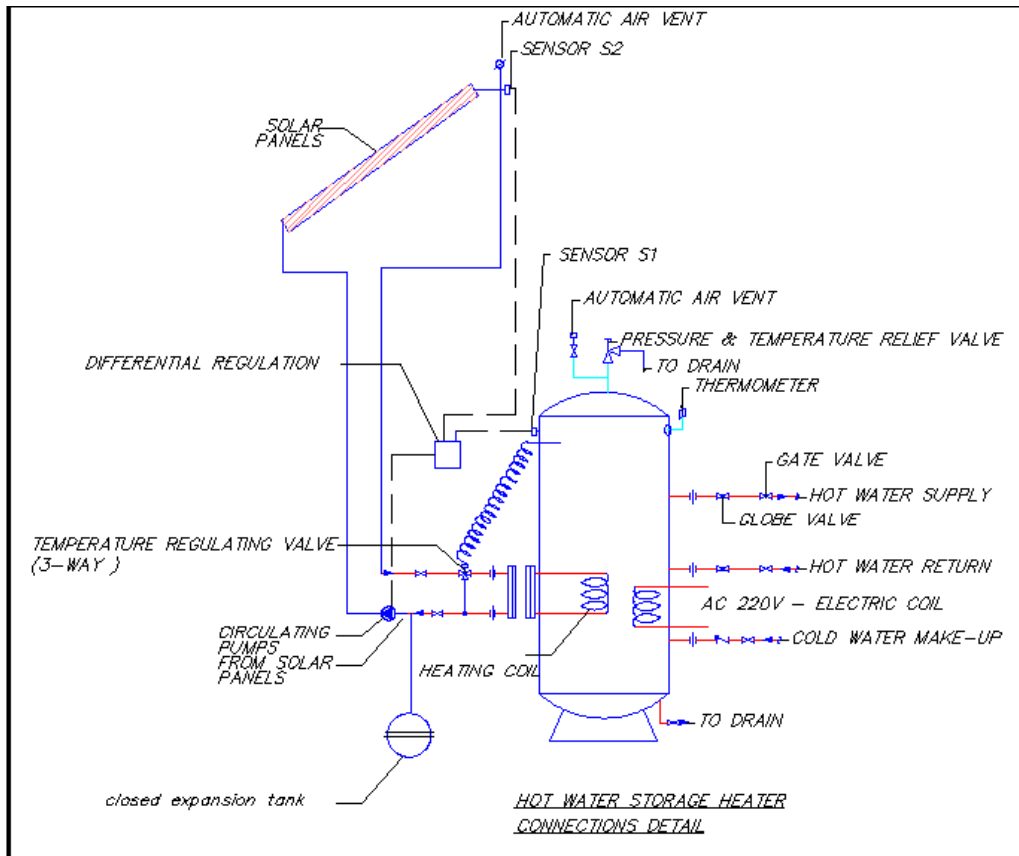 AUTOMATIC AIR VENT
SENSOR S2
SOLAR
PANELS
SENSOR S1
AUTOMATIC AIR VENT
PRESSURE & TEMPERATURE RELIEF VALVE
TO DRAIN
DIFFERENTIAL REGULATION
THERMOMETER
GATE VALVE
HOT WATER SUPPLY
GLOBE VALVE
TEMPERATURE REGULATING VALVE
(3-WAY )
HOT WATER RETURN
AC 220V - ELECTRIC COIL
CIRCULATING
PUMPS
FROM SOLAR
PANELS
COLD WATER MAKE-UP
HEATING COIL
TO DRAIN
closed expansion tank
HOT WATER STORAGE HEATER
CONNECTIONS DETAIL